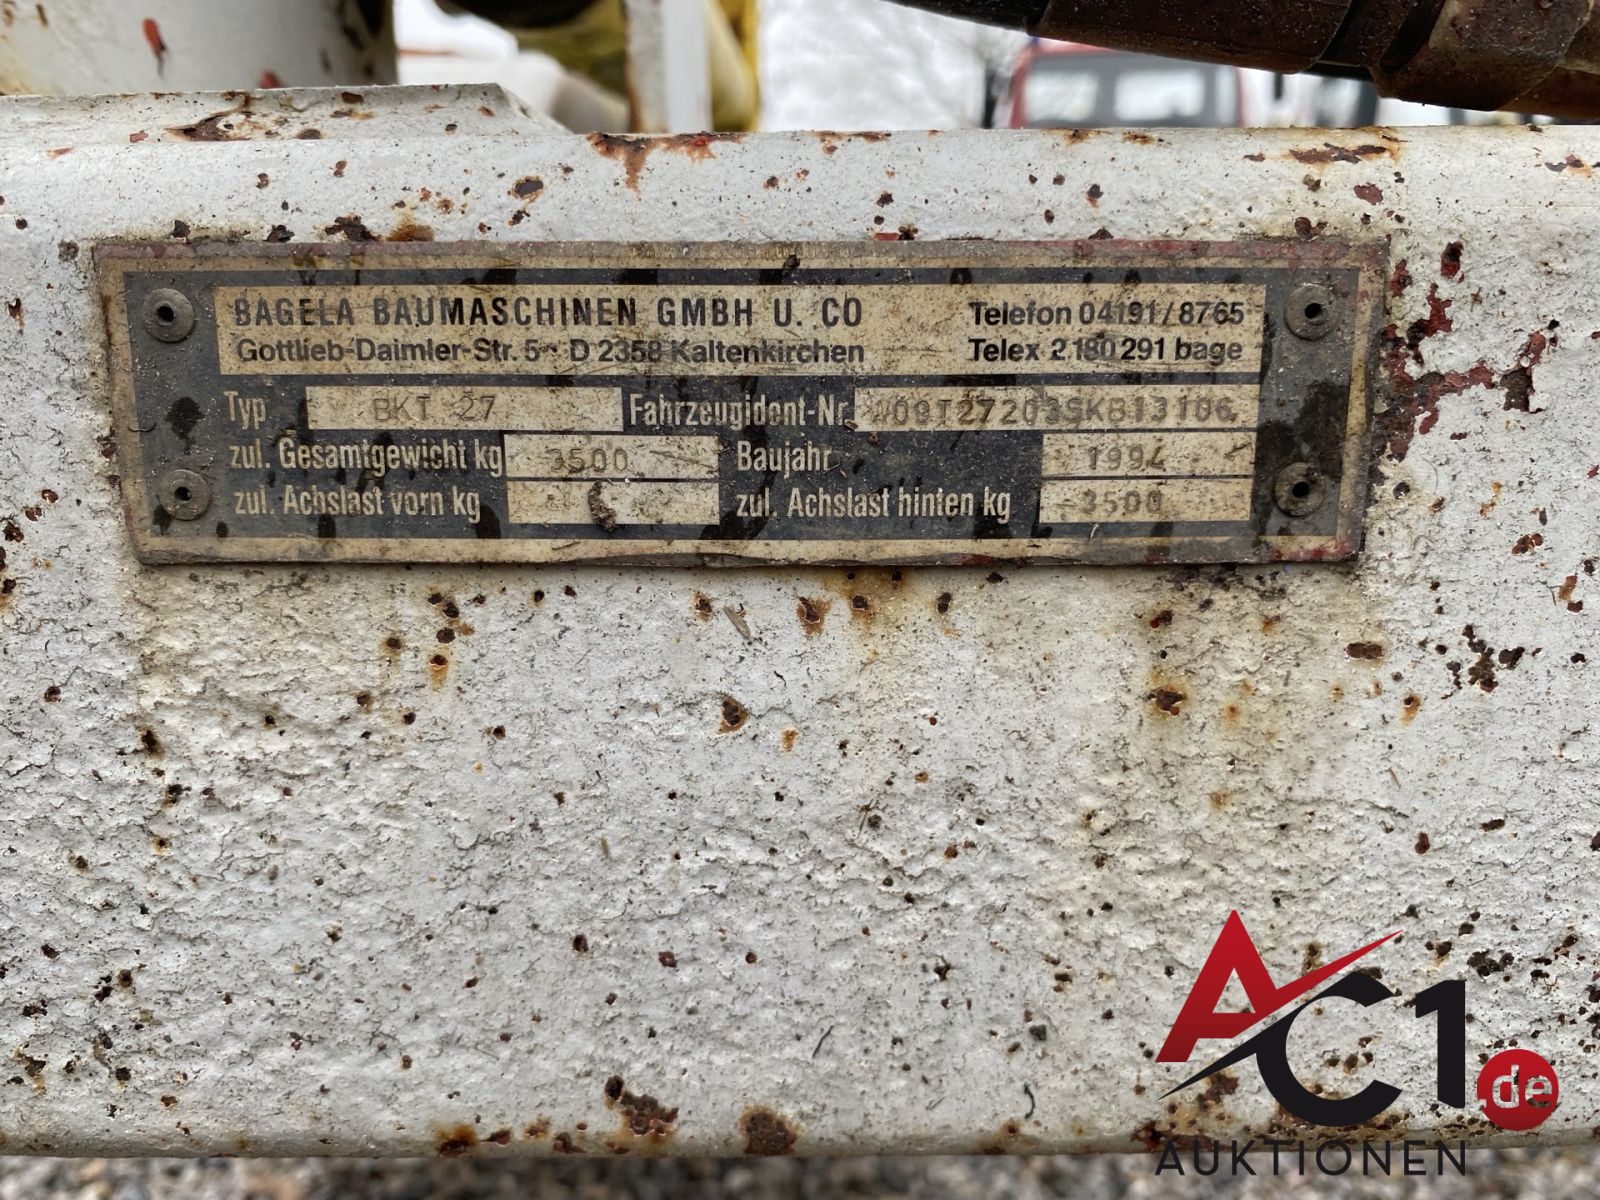 BAGELA BAUMASCHINEN GMBH U. CO
Gottlieb-Daimler-Str. 5 - D 2358 Kaltenkirchen
Telefon 04191/8765
Telex 2180291 bage
Typ BKT 27
Fahrzeugident-Nr. W09T27203SKB13106
zul. Gesamtgewicht kg 3500
Baujahr 1994
zul. Achslast vorn kg
zul. Achslast hinten kg 3500
AC1.de
AUKTIONEN